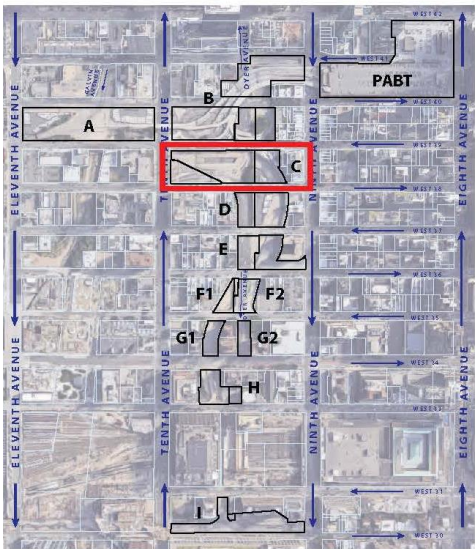 WEST 42
DYER AVENUE
WEST 41
PABT
GALVIN AVENUE
B
WEST 40
ELEVENTH AVENUE
A
TENTH AVENUE
NINTH AVENUE
EIGHTH AVENUE
WEST 39
C
WEST 38
D
WEST 37
E
WEST 36
F1
F2
DYER AVENUE
WEST 35
G1
G2
WEST 34
H
ELEVENTH AVENUE
TENTH AVENUE
NINTH AVENUE
EIGHTH AVENUE
WEST 33
WEST 31
I
WEST 30